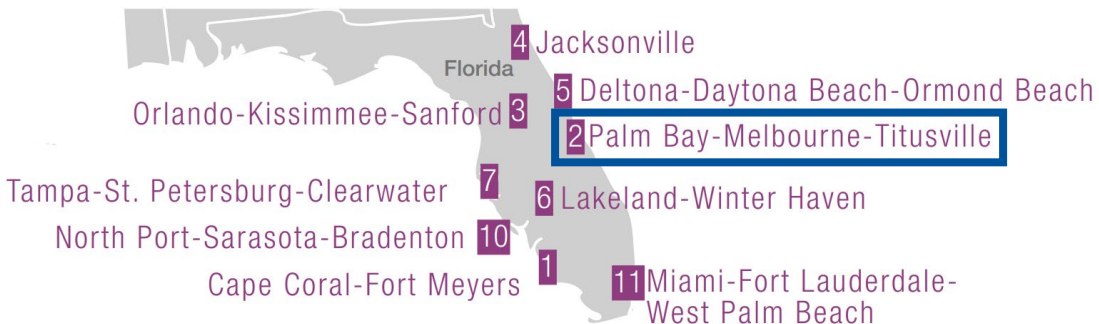 4 Jacksonville
Florida
5 Deltona-Daytona Beach-Ormond Beach
Orlando-Kissimmee-Sanford 3
2 Palm Bay-Melbourne-Titusville
Tampa-St. Petersburg-Clearwater 7
6 Lakeland-Winter Haven
North Port-Sarasota-Bradenton 10
Cape Coral-Fort Meyers 1
11 Miami-Fort Lauderdale-
West Palm Beach